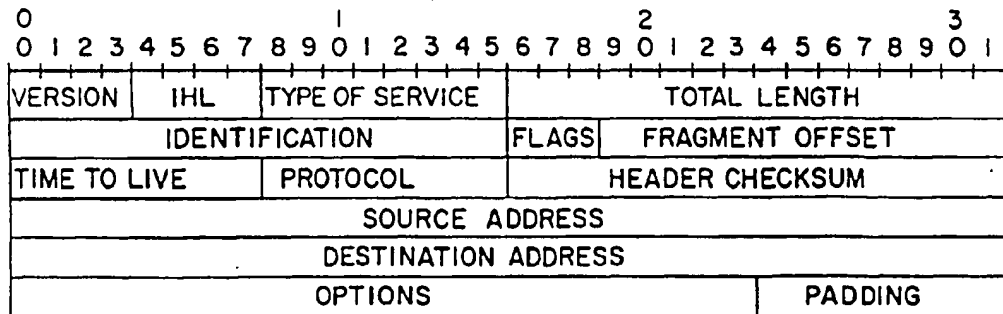 0 1 2 3
0 1 2 3 4 5 6 7 8 9 0 1 2 3 4 5 6 7 8 9 0 1 2 3 4 5 6 7 8 9 0 1
VERSION IHL TYPE OF SERVICE TOTAL LENGTH
IDENTIFICATION FLAGS FRAGMENT OFFSET
TIME TO LIVE PROTOCOL HEADER CHECKSUM
SOURCE ADDRESS
DESTINATION ADDRESS
OPTIONS PADDING